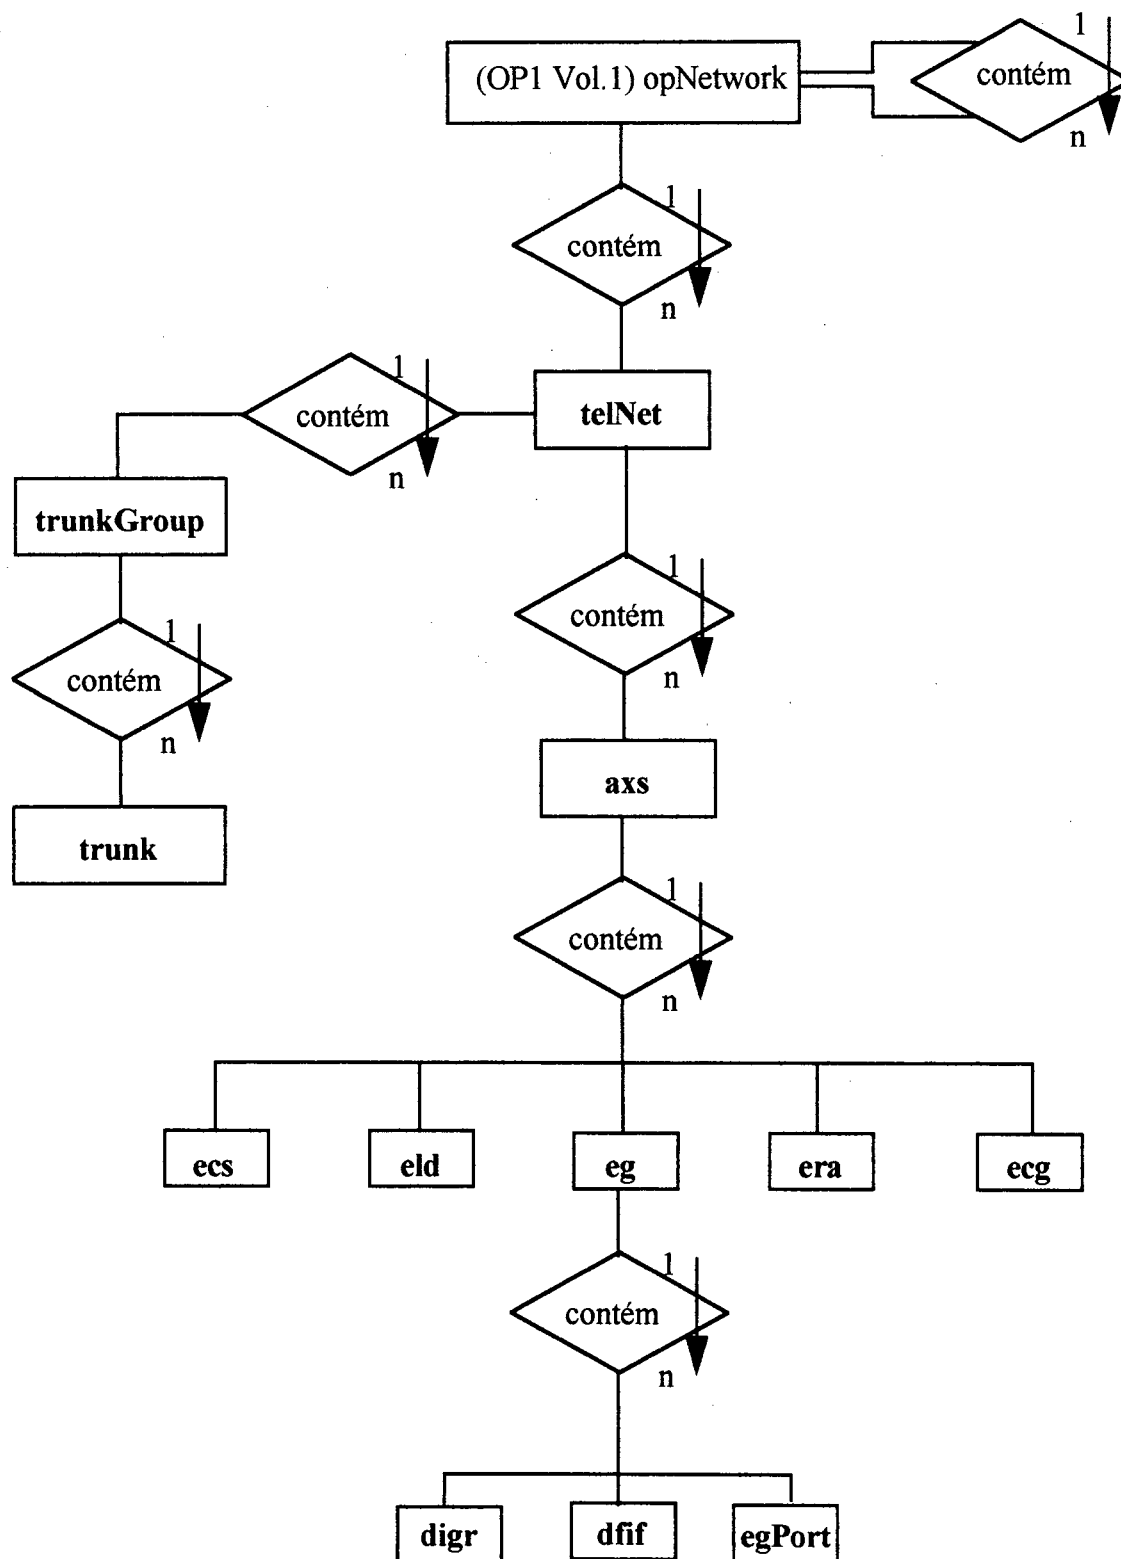 1
(OP1 Vol.1) opNetwork
contém
n
1
contém
n
1
contém
n
telNet
trunkGroup
1
contém
n
1
contém
n
trunk
axs
1
contém
n
ecs
eld
eg
era
ecg
1
contém
n
digr
dfif
egPort